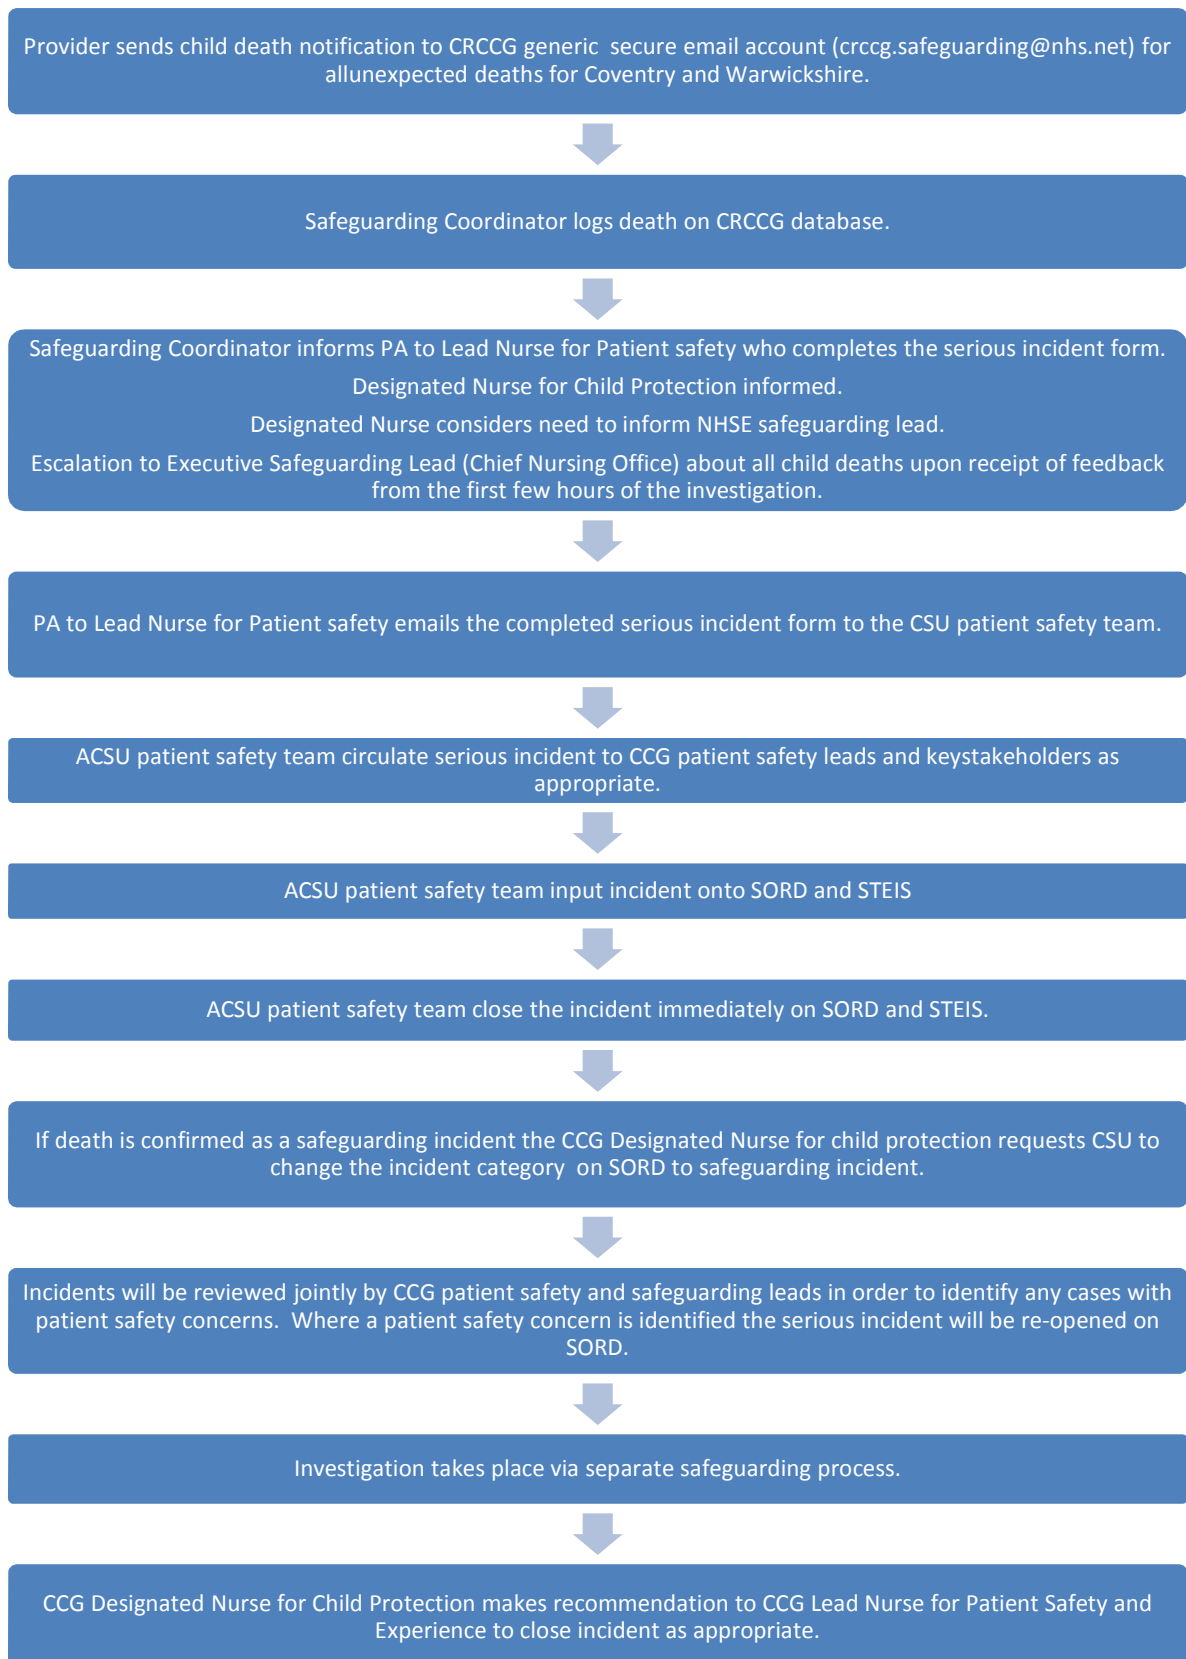 Provider sends child death notification to CRCCG generic  secure email account (crccg.safeguarding@nhs.net) for
allunexpected deaths for Coventry and Warwickshire.
Safeguarding Coordinator logs death on CRCCG database.
Safeguarding Coordinator informs PA to Lead Nurse for Patient safety who completes the serious incident form.
Designated Nurse for Child Protection informed.
Designated Nurse considers need to inform NHSE safeguarding lead.
Escalation to Executive Safeguarding Lead (Chief Nursing Office) about all child deaths upon receipt of feedback
from the first few hours of the investigation.
PA to Lead Nurse for Patient safety emails the completed serious incident form to the CSU patient safety team.
ACSU patient safety team circulate serious incident to CCG patient safety leads and keystakeholders as
appropriate.
ACSU patient safety team input incident onto SORD and STEIS
ACSU patient safety team close the incident immediately on SORD and STEIS.
If death is confirmed as a safeguarding incident the CCG Designated Nurse for child protection requests CSU to
change the incident category  on SORD to safeguarding incident.
Incidents will be reviewed jointly by CCG patient safety and safeguarding leads in order to identify any cases with
patient safety concerns.  Where a patient safety concern is identified the serious incident will be re-opened on
SORD.
Investigation takes place via separate safeguarding process.
CCG Designated Nurse for Child Protection makes recommendation to CCG Lead Nurse for Patient Safety and
Experience to close incident as appropriate.